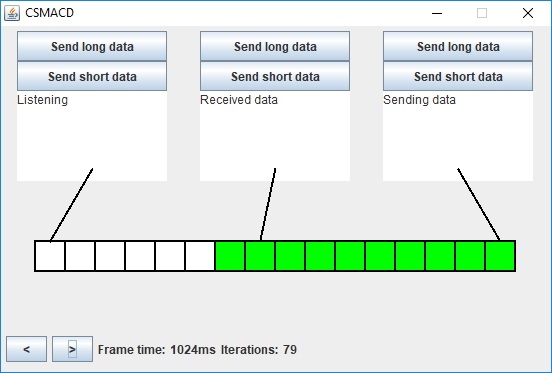 CSMACD
Send long data Send long data Send long data
Send short data Send short data Send short data
Listening Received data Sending data
< > Frame time: 1024ms Iterations: 79